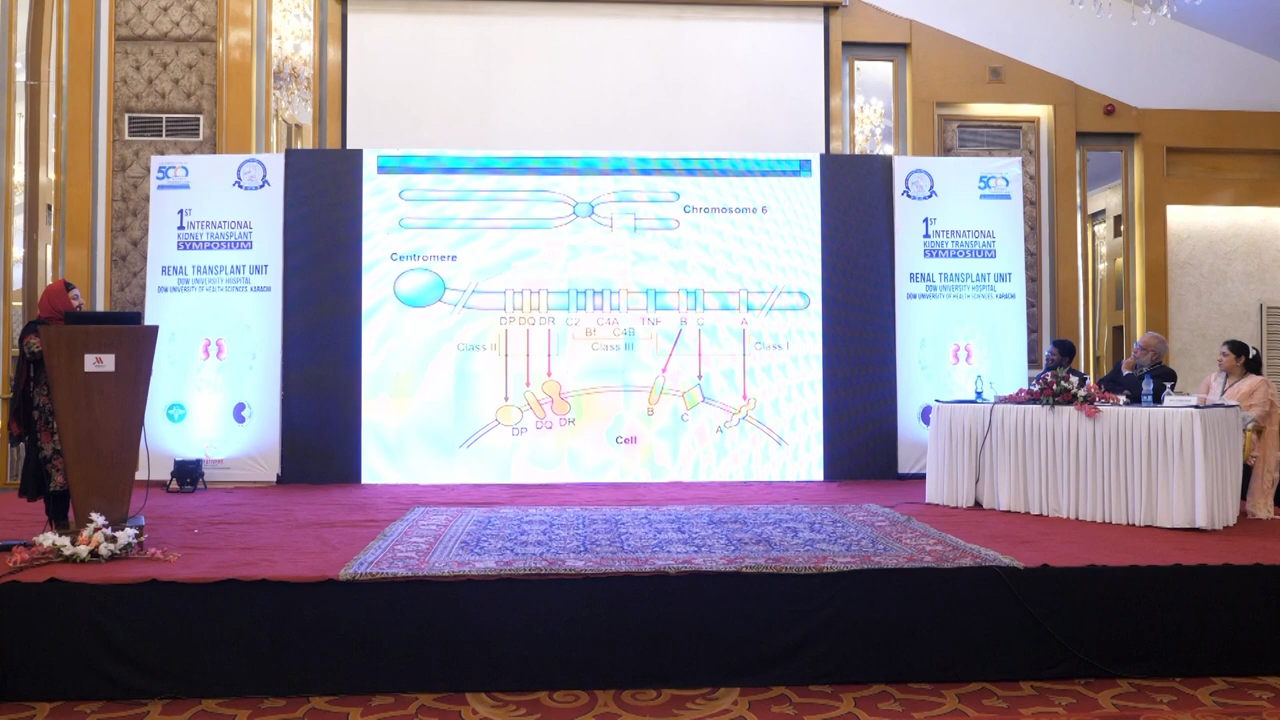 500
1ST
INTERNATIONAL
KIDNEY TRANSPLANT
SYMPOSIUM
RENAL TRANSPLANT UNIT
DOW UNIVERSITY HOSPITAL
DOW UNIVERSITY OF HEALTH SCIENCES, KARACHI
Chromosome 6
Centromere
DP DQ DR C2 C4A TNF B C A
Bf C4B
Class II Class III Class I
DP DQ DR B C A
Cell
500
1ST
INTERNATIONAL
KIDNEY TRANSPLANT
SYMPOSIUM
RENAL TRANSPLANT UNIT
DOW UNIVERSITY HOSPITAL
DOW UNIVERSITY OF HEALTH SCIENCES, KARACHI